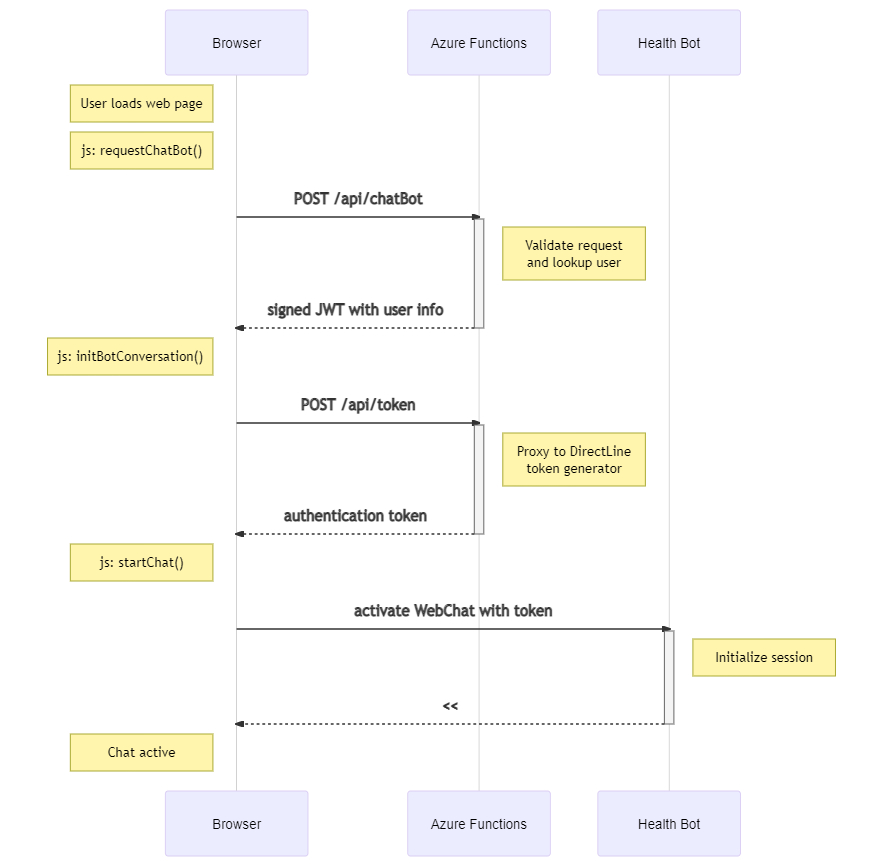 Browser
Azure Functions
Health Bot
User loads web page
js: requestChatBot()
POST /api/chatBot
Validate request
and lookup user
signed JWT with user info
js: initBotConversation()
POST /api/token
Proxy to DirectLine
token generator
authentication token
js: startChat()
activate WebChat with token
Initialize session
<<
Chat active
Browser
Azure Functions
Health Bot